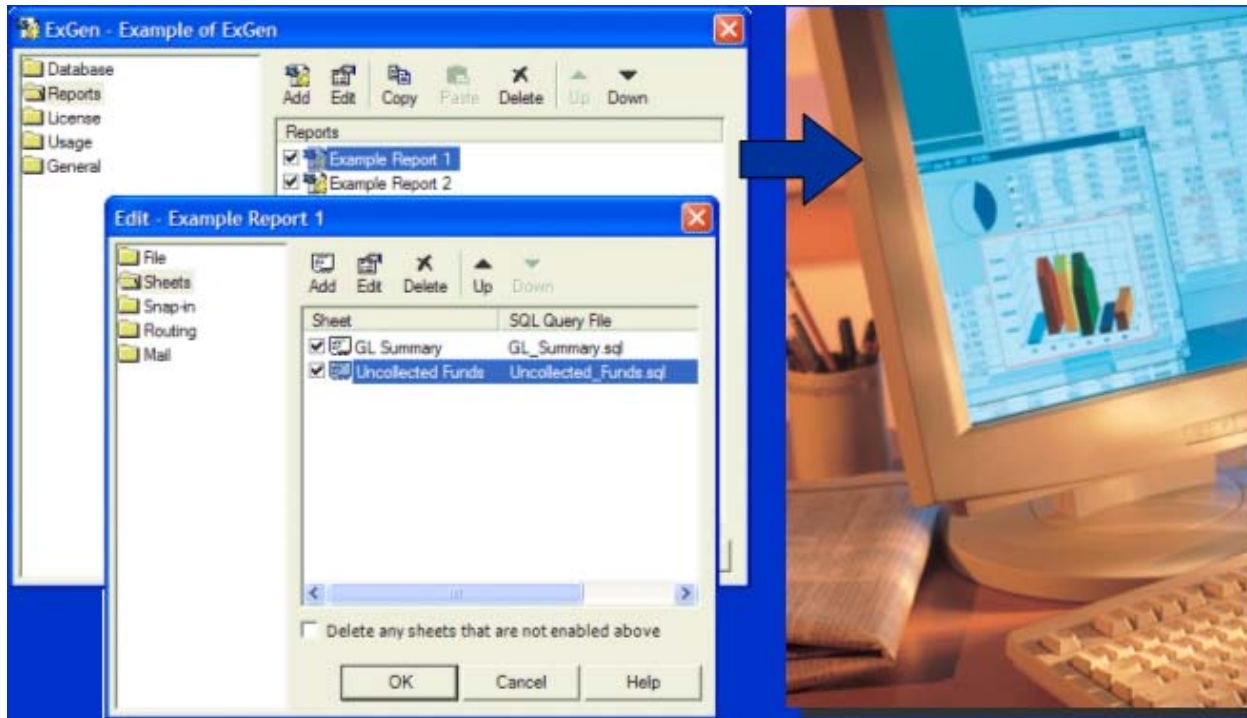 ExGen - Example of ExGen
Database
Reports
License
Usage
General
Add Edit Copy Paste Delete Up Down
Reports
Example Report 1
Example Report 2
Edit - Example Report 1
File
Sheets
Snap-in
Routing
Mail
Add Edit Delete Up Down
Sheet SQL Query File
GL Summary GL_Summary.sql
Uncollected Funds Uncollected_Funds.sql
Delete any sheets that are not enabled above
OK Cancel Help